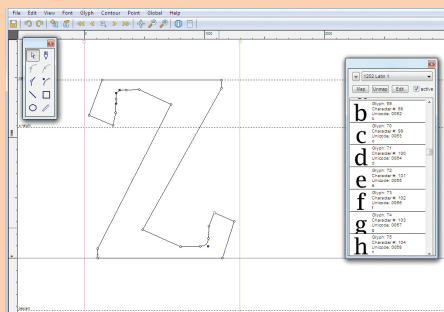 File Edit View Glyph Contour Point Global Help
0
100
200
1252 Latin 1
Map Unmap Edit active
b
Glyph: 69
Character #: 98
Unicode: 0062
b
c
Glyph: 70
Character #: 99
Unicode: 0063
c
d
Glyph: 71
Character #: 100
Unicode: 0064
d
e
Glyph: 72
Character #: 101
Unicode: 0065
e
f
Glyph: 73
Character #: 102
Unicode: 0066
f
g
Glyph: 74
Character #: 103
Unicode: 0067
g
h
Glyph: 75
Character #: 104
Unicode: 0068